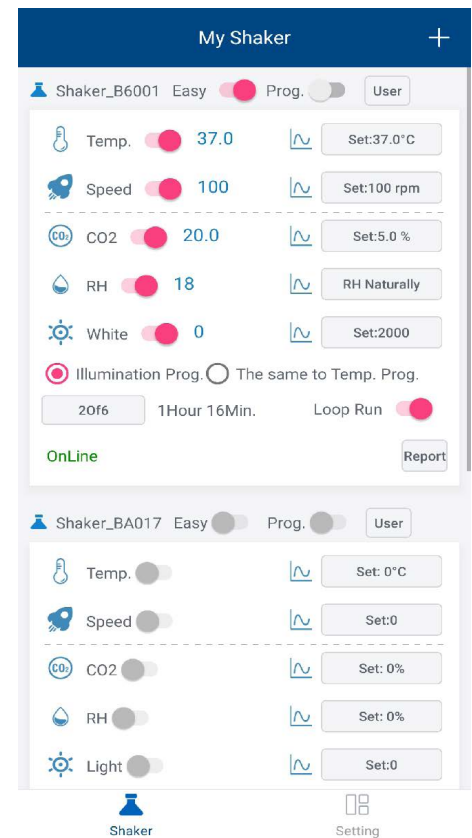 My Shaker
Shaker_B6001 Easy Prog. User
Temp. 37.0 Set:37.0°C
Speed 100 Set:100 rpm
CO₂ CO2 20.0 Set:5.0 %
RH 18 RH Naturally
White 0 Set:2000
Illumination Prog. The same to Temp. Prog.
2Of6 1Hour 16Min. Loop Run
OnLine Report
Shaker_BA017 Easy Prog. User
Temp. Set: 0°C
Speed Set:0
CO₂ CO2 Set: 0%
RH Set: 0%
Light Set:0
Shaker Setting